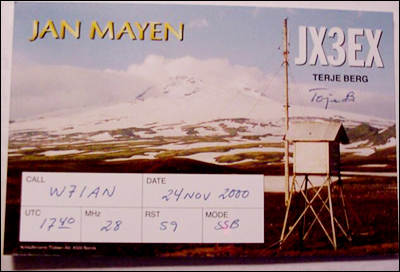 JAN MAYEN
JX3EX
TERJE BERG
Terje B
CALL
W7IAN
DATE
24 NOV 2000
UTC
1740
MHz
28
RST
59
MODE
SSB